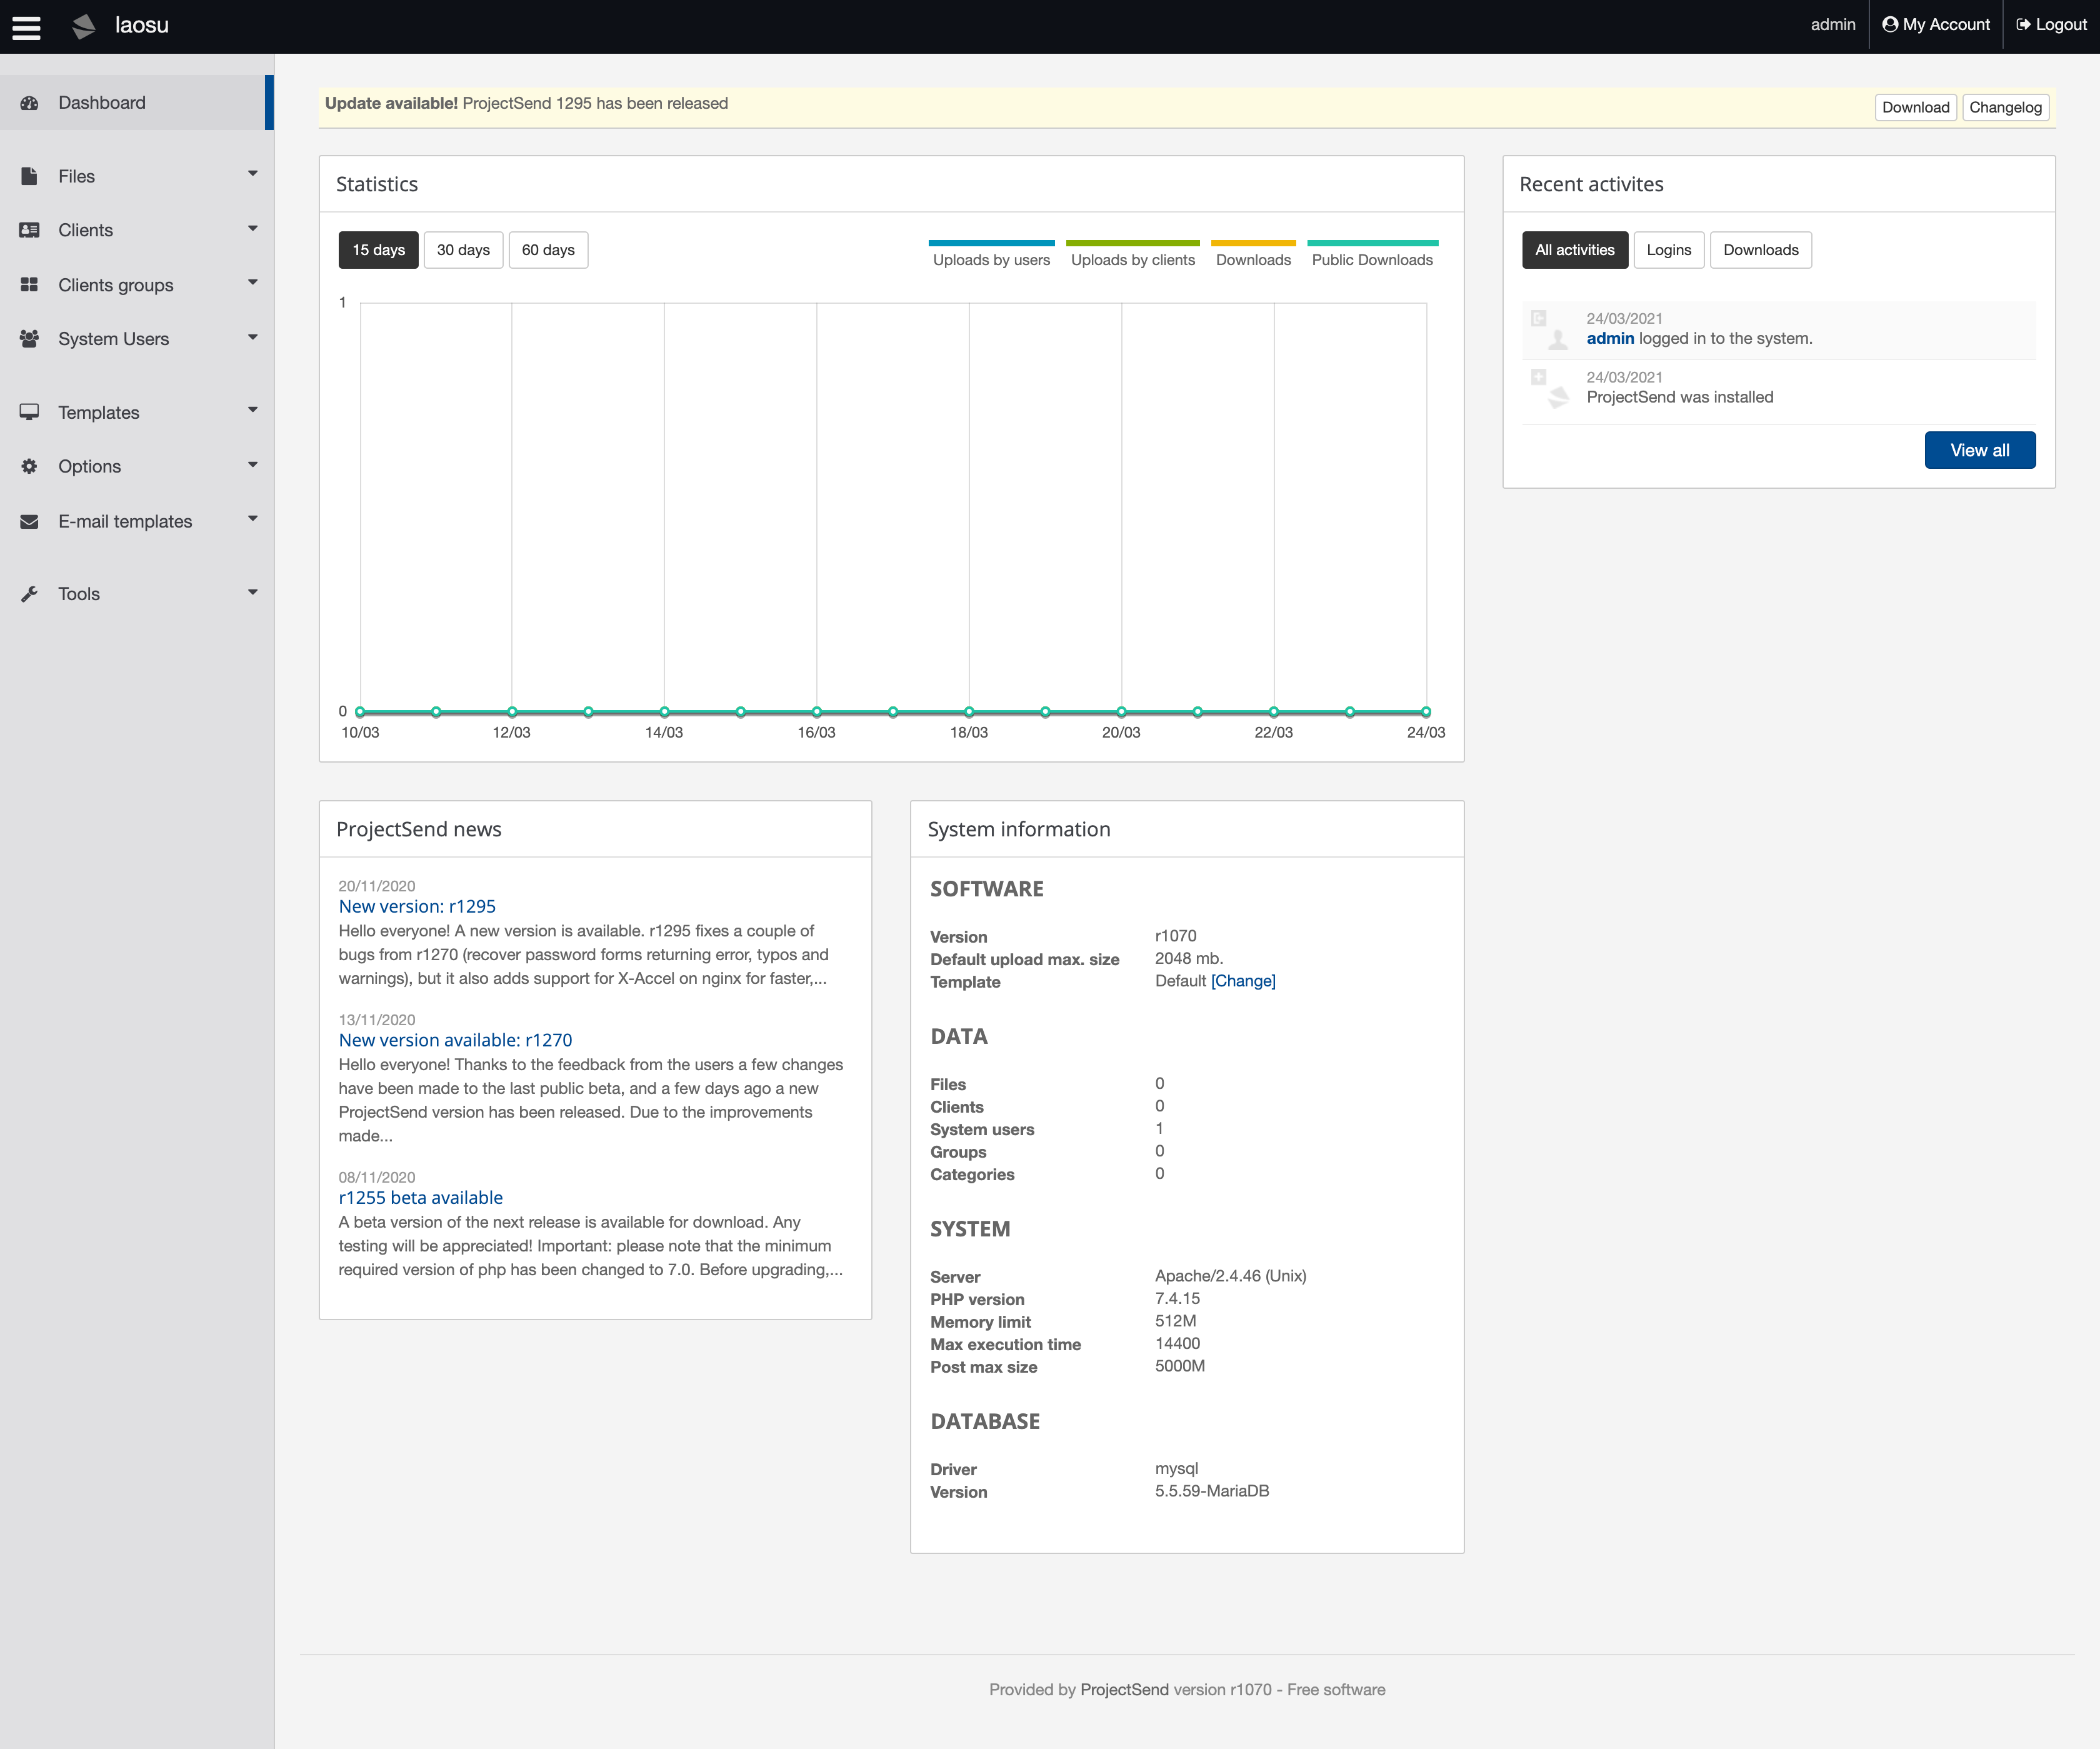 laosu
admin
My Account
Logout
Dashboard
Files
Clients
Clients groups
System Users
Templates
Options
E-mail templates
Tools
Update available! ProjectSend 1295 has been released
Download
Changelog
Statistics
15 days
30 days
60 days
Uploads by users
Uploads by clients
Downloads
Public Downloads
1
0
10/03
12/03
14/03
16/03
18/03
20/03
22/03
24/03
Recent activites
All activities
Logins
Downloads
24/03/2021
admin logged in to the system.
24/03/2021
ProjectSend was installed
View all
ProjectSend news
20/11/2020
New version: r1295
Hello everyone! A new version is available. r1295 fixes a couple of
bugs from r1270 (recover password forms returning error, typos and
warnings), but it also adds support for X-Accel on nginx for faster,...
13/11/2020
New version available: r1270
Hello everyone! Thanks to the feedback from the users a few changes
have been made to the last public beta, and a few days ago a new
ProjectSend version has been released. Due to the improvements
made...
08/11/2020
r1255 beta available
A beta version of the next release is available for download. Any
testing will be appreciated! Important: please note that the minimum
required version of php has been changed to 7.0. Before upgrading,...
System information
SOFTWARE
Version r1070
Default upload max. size 2048 mb.
Template Default [Change]
DATA
Files 0
Clients 0
System users 1
Groups 0
Categories 0
SYSTEM
Server Apache/2.4.46 (Unix)
PHP version 7.4.15
Memory limit 512M
Max execution time 14400
Post max size 5000M
DATABASE
Driver mysql
Version 5.5.59-MariaDB
Provided by ProjectSend version r1070 - Free software